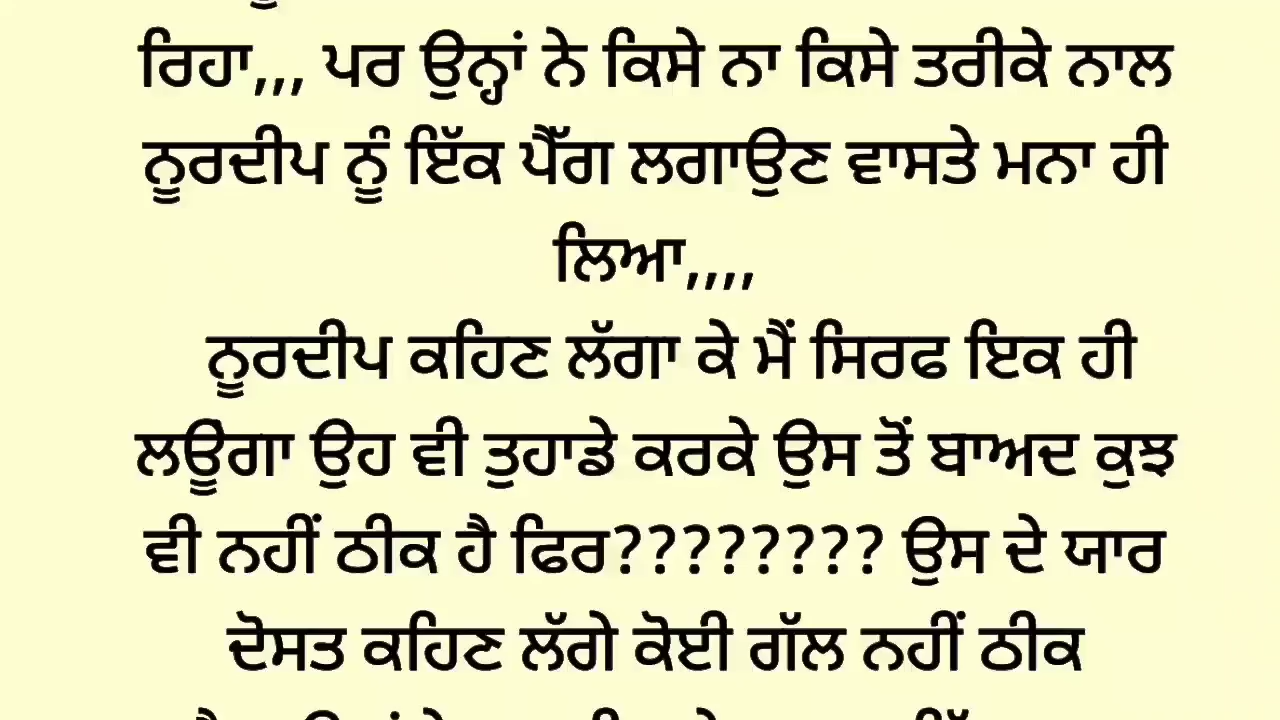 ਰਿਹਾ,,, ਪਰ ਉਨ੍ਹਾਂ ਨੇ ਕਿਸੇ ਨਾ ਕਿਸੇ ਤਰੀਕੇ ਨਾਲ
ਨੂਰਦੀਪ ਨੂੰ ਇੱਕ ਪੈੱਗ ਲਗਾਉਣ ਵਾਸਤੇ ਮਨਾ ਹੀ
ਲਿਆ,,,,
ਨੂਰਦੀਪ ਕਹਿਣ ਲੱਗਾ ਕੇ ਮੈਂ ਸਿਰਫ ਇਕ ਹੀ
ਲਊਂਗਾ ਉਹ ਵੀ ਤੁਹਾਡੇ ਕਰਕੇ ਉਸ ਤੋਂ ਬਾਅਦ ਕੁਝ
ਵੀ ਨਹੀਂ ਠੀਕ ਹੈ ਫਿਰ???????? ਉਸ ਦੇ ਯਾਰ
ਦੋਸਤ ਕਹਿਣ ਲੱਗੇ ਕੋਈ ਗੱਲ ਨਹੀਂ ਠੀਕ